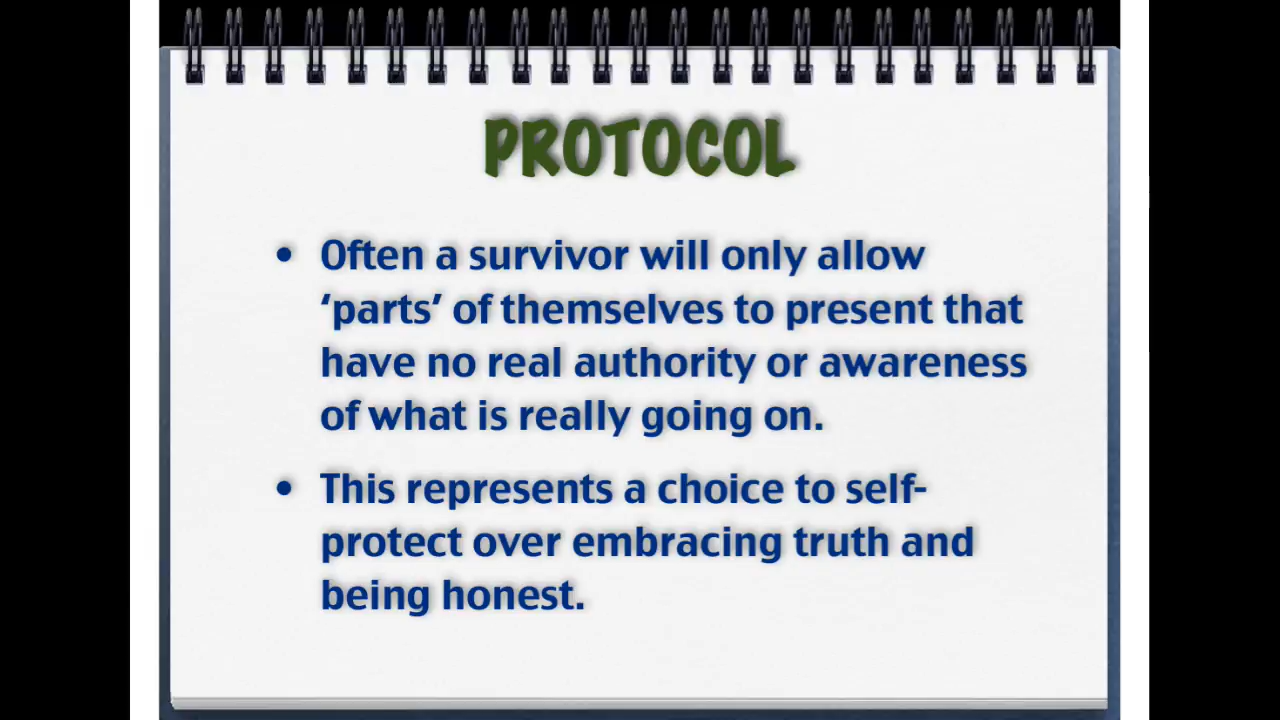 PROTOCOL
• Often a survivor will only allow
‘parts’ of themselves to present that
have no real authority or awareness
of what is really going on.
• This represents a choice to self-
protect over embracing truth and
being honest.